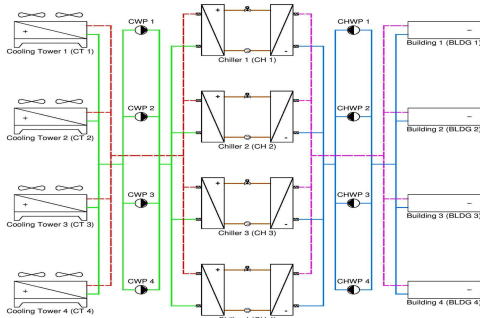 CWP 1
CHWP 1
Cooling Tower 1 (CT 1)
Chiller 1 (CH 1)
Building 1 (BLDG 1)
CWP 2
CHWP 2
Cooling Tower 2 (CT 2)
Chiller 2 (CH 2)
Building 2 (BLDG 2)
CWP 3
CHWP 3
Cooling Tower 3 (CT 3)
Chiller 3 (CH 3)
Building 3 (BLDG 3)
CWP 4
CHWP 4
Cooling Tower 4 (CT 4)
Building 4 (BLDG 4)